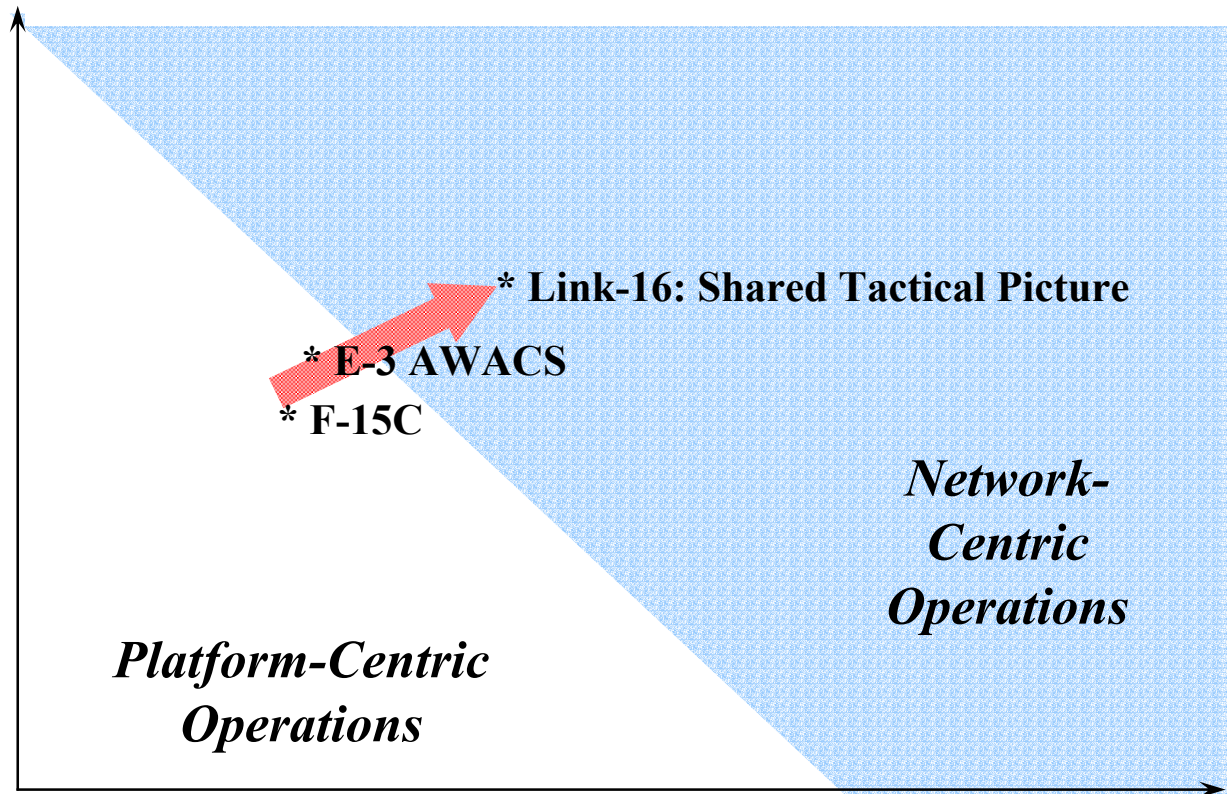 * Link-16: Shared Tactical Picture
* E-3 AWACS
* F-15C
Network-
Centric
Operations
Platform-Centric
Operations